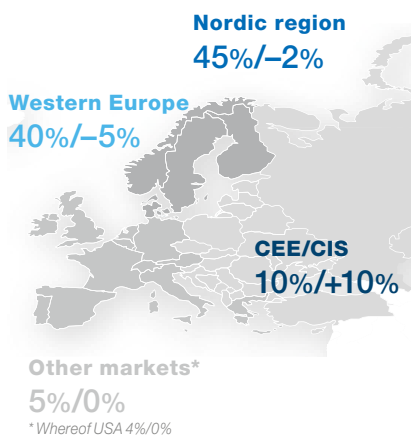 Nordic region
45%/–2%
Western Europe
40%/–5%
CEE/CIS
10%/+10%
Other markets*
5%/0%
* Whereof USA 4%/0%